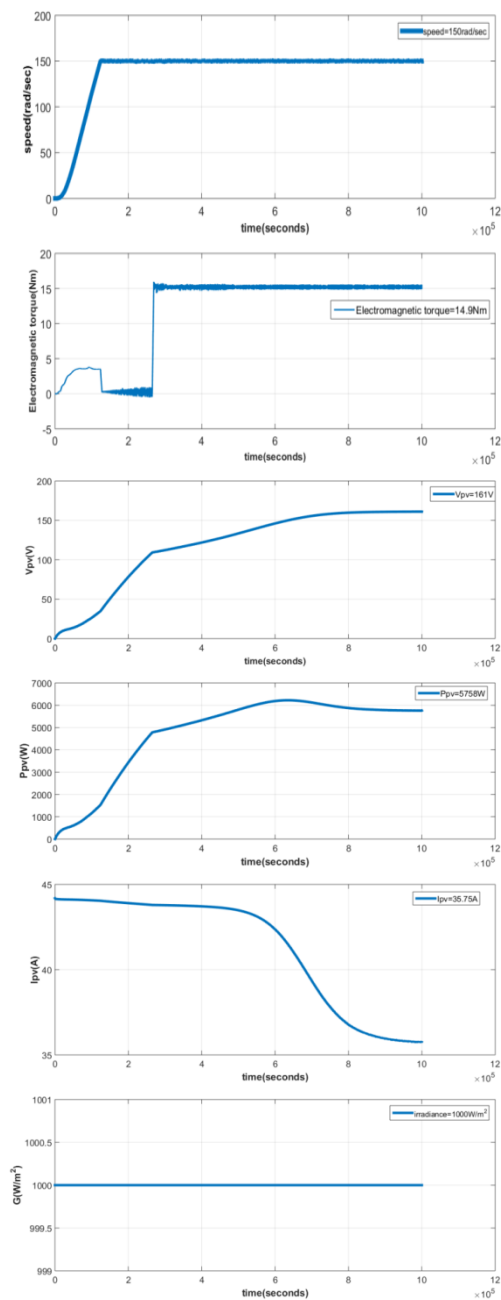 200
150
100
50
0
speed(rad/sec)
speed=150rad/sec
0 2 4 6 8 10 12
time(seconds)
×10^5
20
15
10
5
0
-5
Electromagnetic torque(Nm)
Electromagnetic torque=14.9Nm
0 2 4 6 8 10 12
time(seconds)
×10^5
200
150
100
50
0
Vpv(V)
Vpv=161V
0 2 4 6 8 10 12
time(seconds)
×10^5
7000
6000
5000
4000
3000
2000
1000
0
Ppv(W)
Ppv=5758W
0 2 4 6 8 10 12
time(seconds)
×10^5
45
40
35
Ipv(A)
Ipv=35.75A
0 2 4 6 8 10 12
time(seconds)
×10^5
1001
1000.5
1000
999.5
999
G(W/m^2)
irradiance=1000W/m^2
0 2 4 6 8 10 12
time(seconds)
×10^5